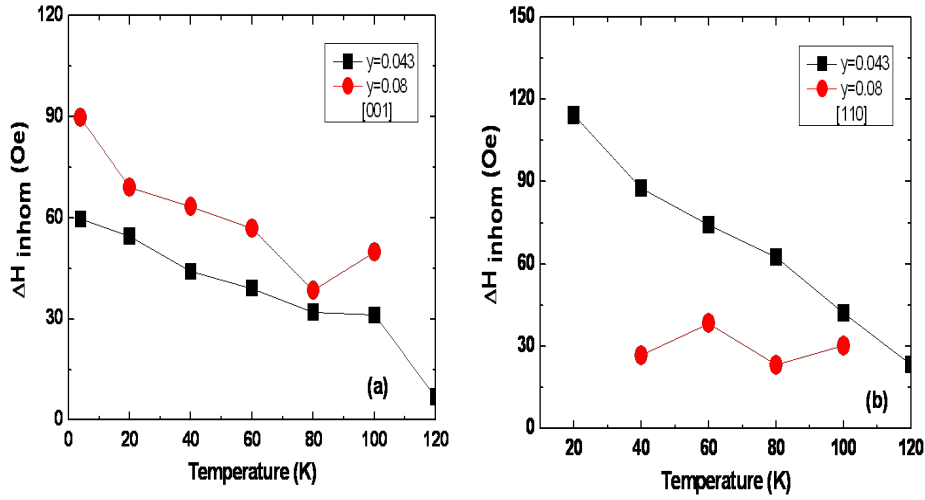 120
90
60
30
0
ΔH inhom (Oe)
y=0.043
y=0.08
[001]
(a)
0 20 40 60 80 100 120
Temperature (K)
150
120
90
60
30
0
ΔH inhom (Oe)
y=0.043
y=0.08
[110]
(b)
20 40 60 80 100 120
Temperature (K)